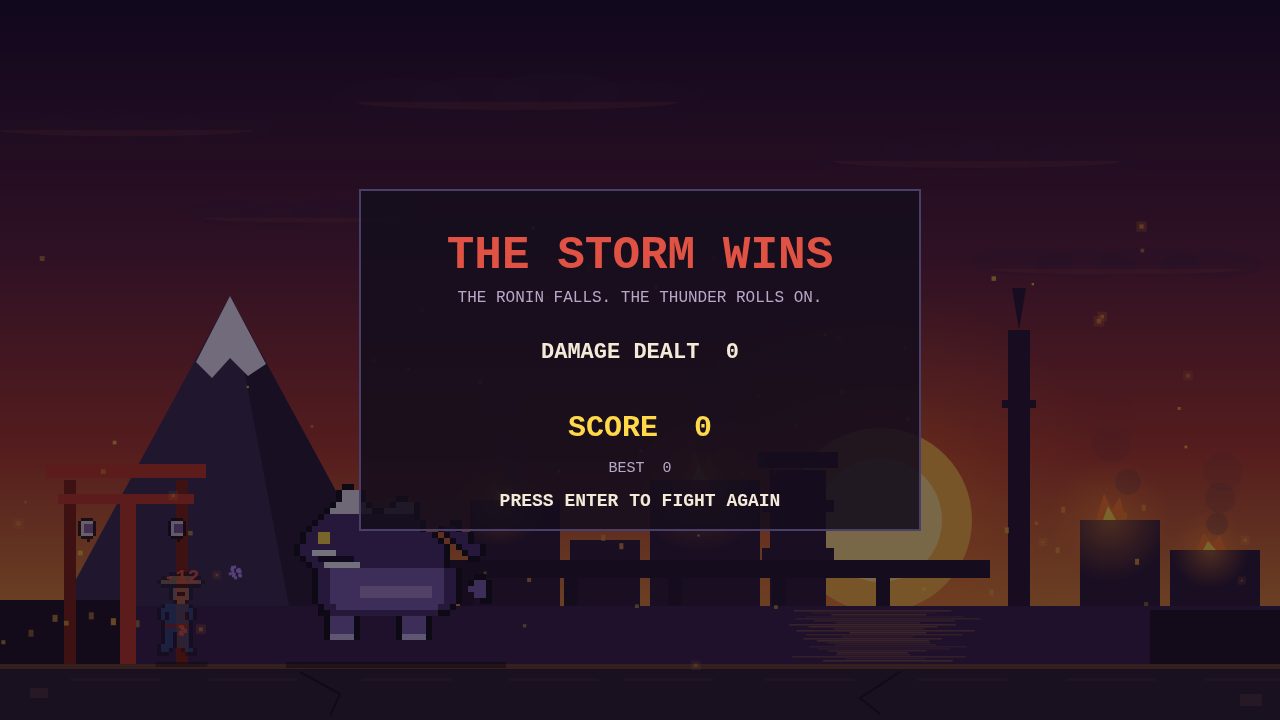 THE STORM WINS
THE RONIN FALLS. THE THUNDER ROLLS ON.
DAMAGE DEALT 0
SCORE 0
BEST 0
PRESS ENTER TO FIGHT AGAIN
-12